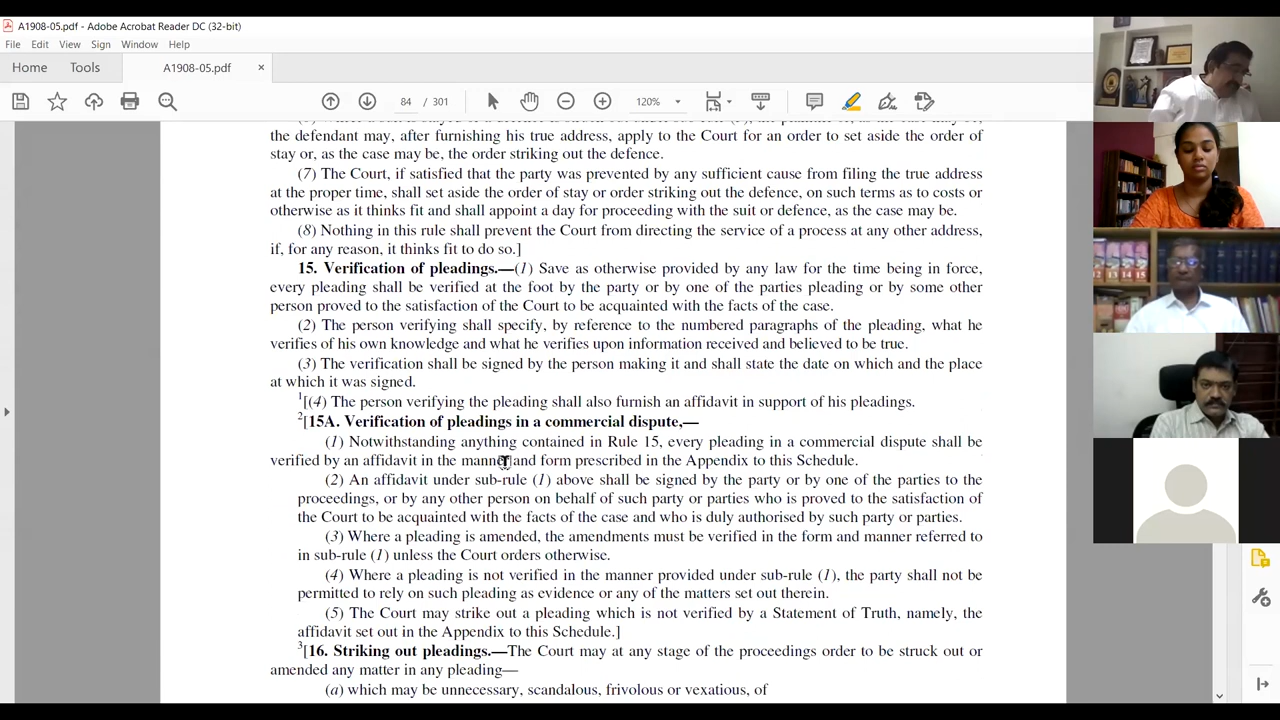 A1908-05.pdf - Adobe Acrobat Reader DC (32-bit)
File Edit View Sign Window Help
Home Tools A1908-05.pdf ×
84 / 301 120%
the defendant may, after furnishing his true address, apply to the Court for an order to set aside the order of
stay or, as the case may be, the order striking out the defence.
(7) The Court, if satisfied that the party was prevented by any sufficient cause from filing the true address
at the proper time, shall set aside the order of stay or order striking out the defence, on such terms as to costs or
otherwise as it thinks fit and shall appoint a day for proceeding with the suit or defence, as the case may be.
(8) Nothing in this rule shall prevent the Court from directing the service of a process at any other address,
if, for any reason, it thinks fit to do so.]
15. Verification of pleadings.—(1) Save as otherwise provided by any law for the time being in force,
every pleading shall be verified at the foot by the party or by one of the parties pleading or by some other
person proved to the satisfaction of the Court to be acquainted with the facts of the case.
(2) The person verifying shall specify, by reference to the numbered paragraphs of the pleading, what he
verifies of his own knowledge and what he verifies upon information received and believed to be true.
(3) The verification shall be signed by the person making it and shall state the date on which and the place
at which it was signed.
1[(4) The person verifying the pleading shall also furnish an affidavit in support of his pleadings.
2[15A. Verification of pleadings in a commercial dispute,—
(1) Notwithstanding anything contained in Rule 15, every pleading in a commercial dispute shall be
verified by an affidavit in the manner and form prescribed in the Appendix to this Schedule.
(2) An affidavit under sub-rule (1) above shall be signed by the party or by one of the parties to the
proceedings, or by any other person on behalf of such party or parties who is proved to the satisfaction of
the Court to be acquainted with the facts of the case and who is duly authorised by such party or parties.
(3) Where a pleading is amended, the amendments must be verified in the form and manner referred to
in sub-rule (1) unless the Court orders otherwise.
(4) Where a pleading is not verified in the manner provided under sub-rule (1), the party shall not be
permitted to rely on such pleading as evidence or any of the matters set out therein.
(5) The Court may strike out a pleading which is not verified by a Statement of Truth, namely, the
affidavit set out in the Appendix to this Schedule.]
3[16. Striking out pleadings.—The Court may at any stage of the proceedings order to be struck out or
amended any matter in any pleading—
(a) which may be unnecessary, scandalous, frivolous or vexatious, of